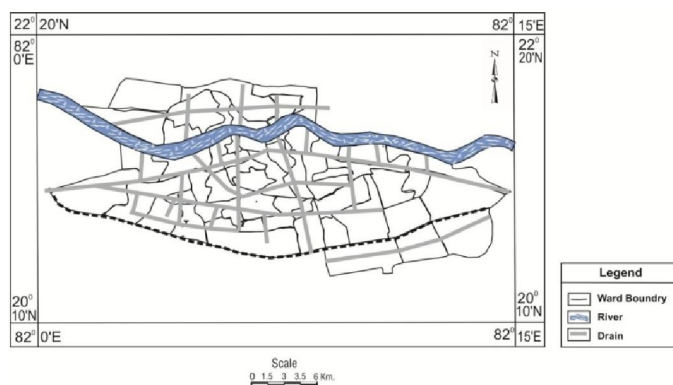 22° 20'N 82° 15'E
82° 0'E 22° 20'N
N
20° 10'N 20° 10'N
82° 0'E 82° 15'E
Legend
Ward Boundry
River
Drain
Scale
0 1.5 3 3.5 6 Km.